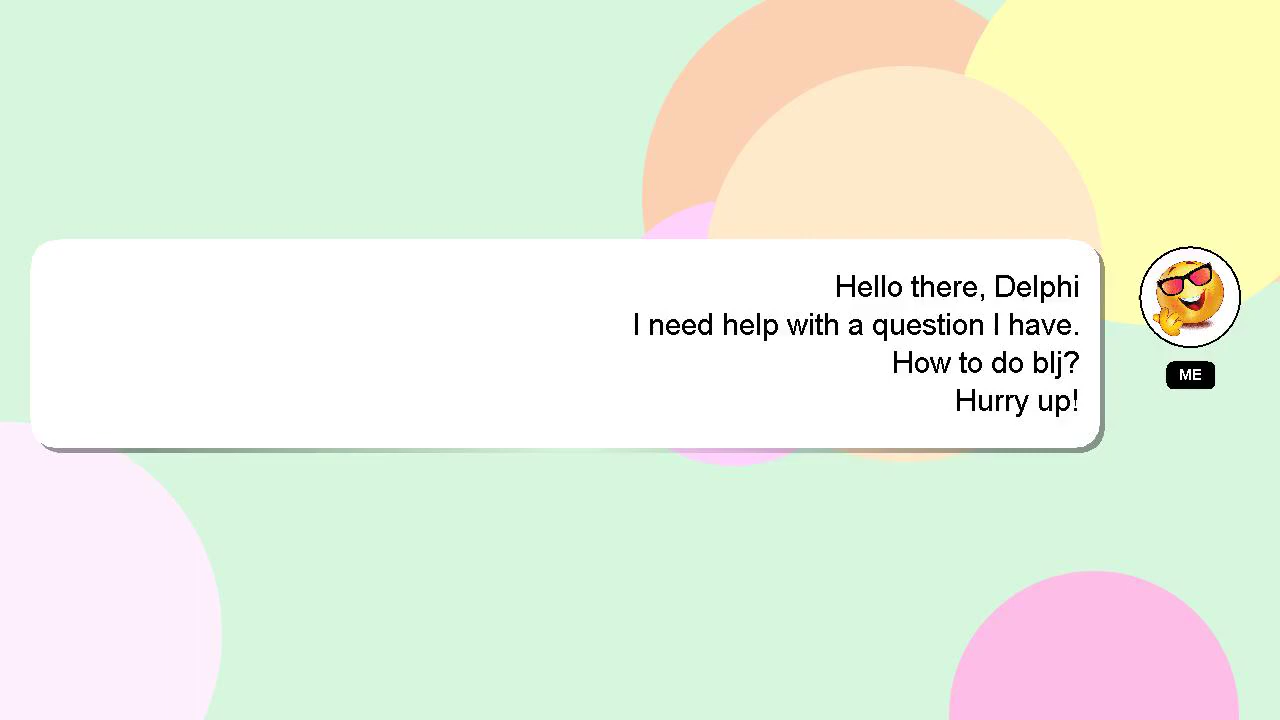 Hello there, Delphi
I need help with a question I have.
How to do blj?
Hurry up!
ME